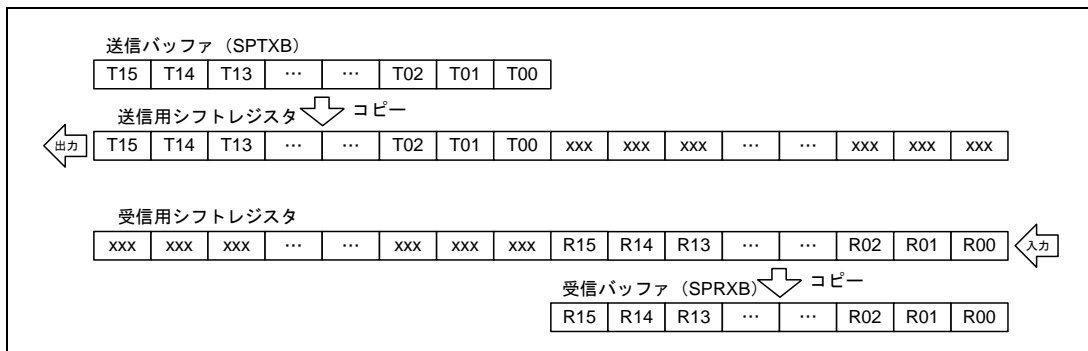 送信バッファ（SPTXB）
T15 T14 T13 … … T02 T01 T00
コピー
送信用シフトレジスタ
出力 T15 T14 T13 … … T02 T01 T00 xxx xxx xxx … … xxx xxx xxx
受信用シフトレジスタ
xxx xxx xxx … … xxx xxx xxx R15 R14 R13 … … R02 R01 R00 入力
コピー
受信バッファ（SPRXB）
R15 R14 R13 … … R02 R01 R00